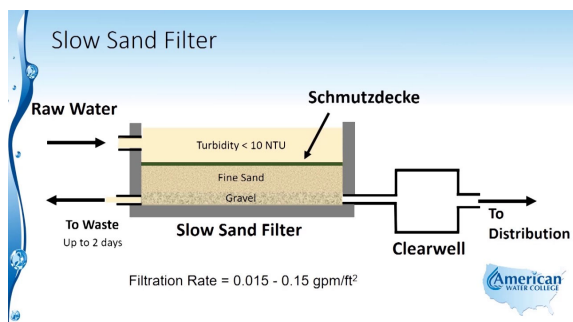 Slow Sand Filter
Schmutzdecke
Raw Water
Turbidity < 10 NTU
Fine Sand
Gravel
To Waste
Up to 2 days
Slow Sand Filter
Clearwell
To
Distribution
Filtration Rate = 0.015 - 0.15 gpm/ft²
American
WATER COLLEGE